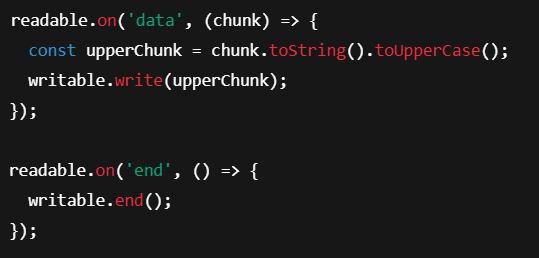 readable.on('data', (chunk) => {
  const upperChunk = chunk.toString().toUpperCase();
  writable.write(upperChunk);
});

readable.on('end', () => {
  writable.end();
});